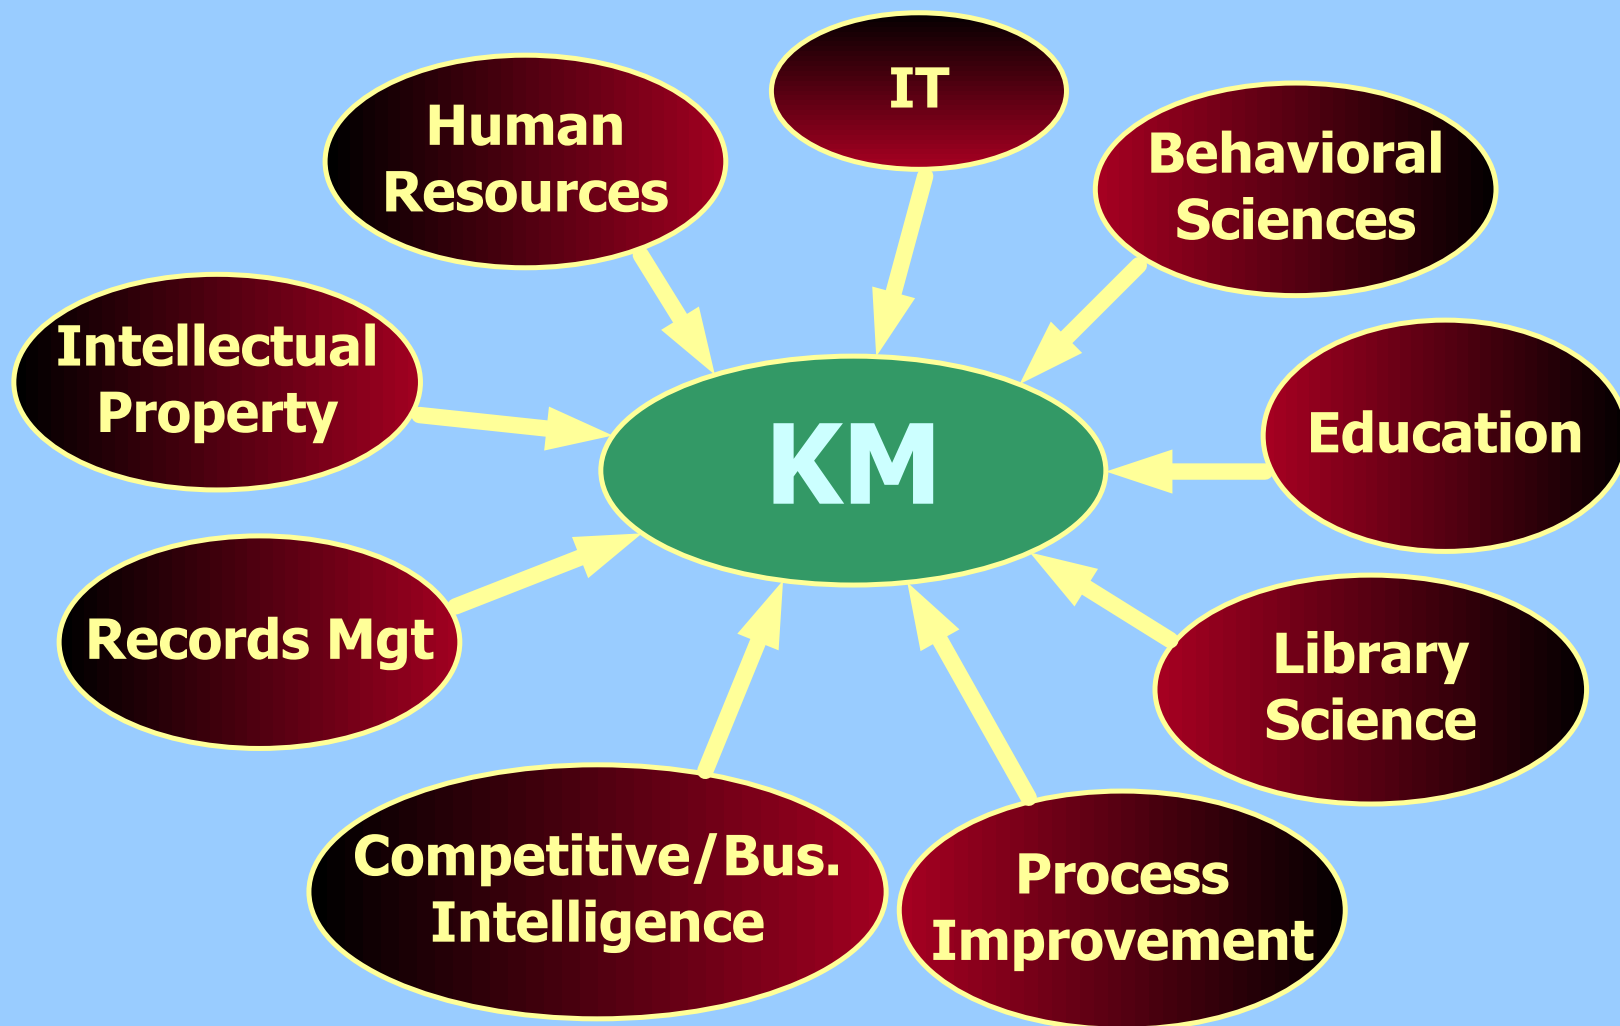 IT
Human
Resources
Behavioral
Sciences
Intellectual
Property
Education
KM
Records Mgt
Library
Science
Competitive/Bus.
Intelligence
Process
Improvement